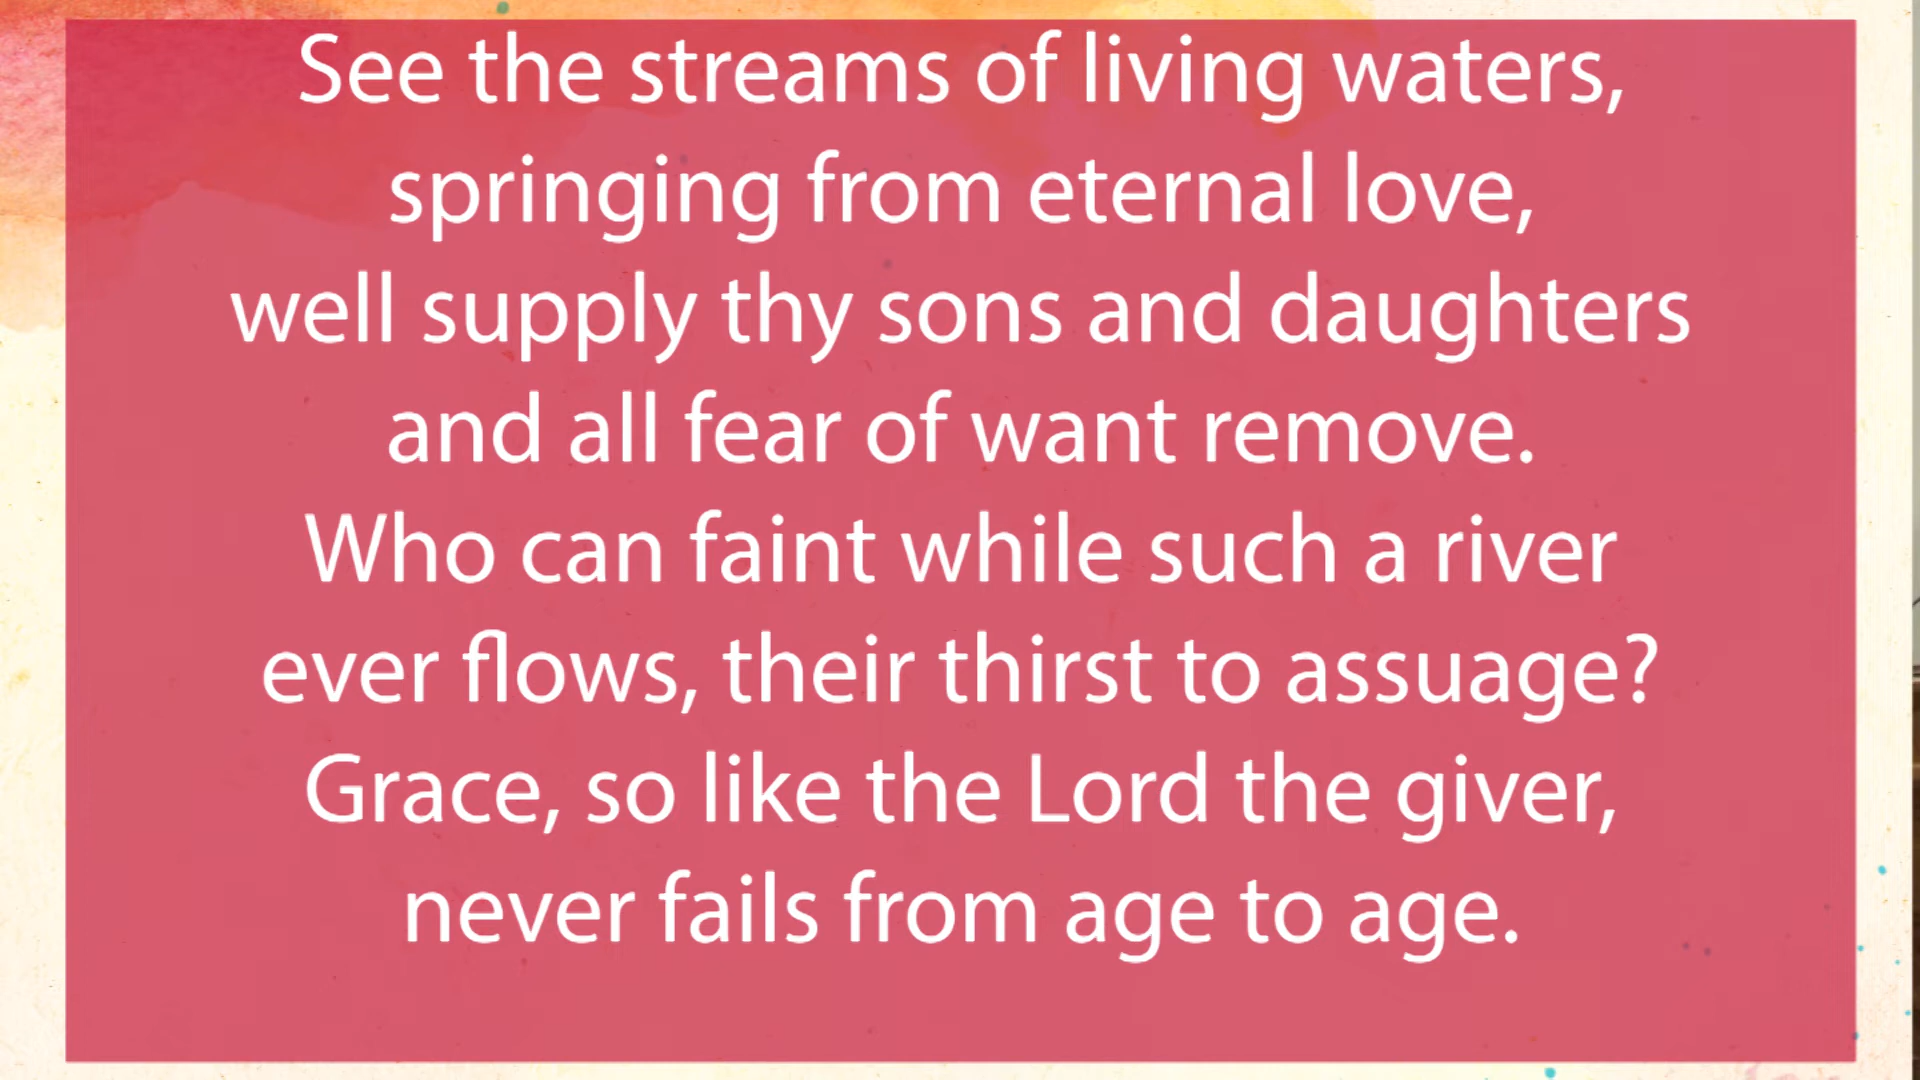 See the streams of living waters,
springing from eternal love,
well supply thy sons and daughters
and all fear of want remove.
Who can faint while such a river
ever flows, their thirst to assuage?
Grace, so like the Lord the giver,
never fails from age to age.